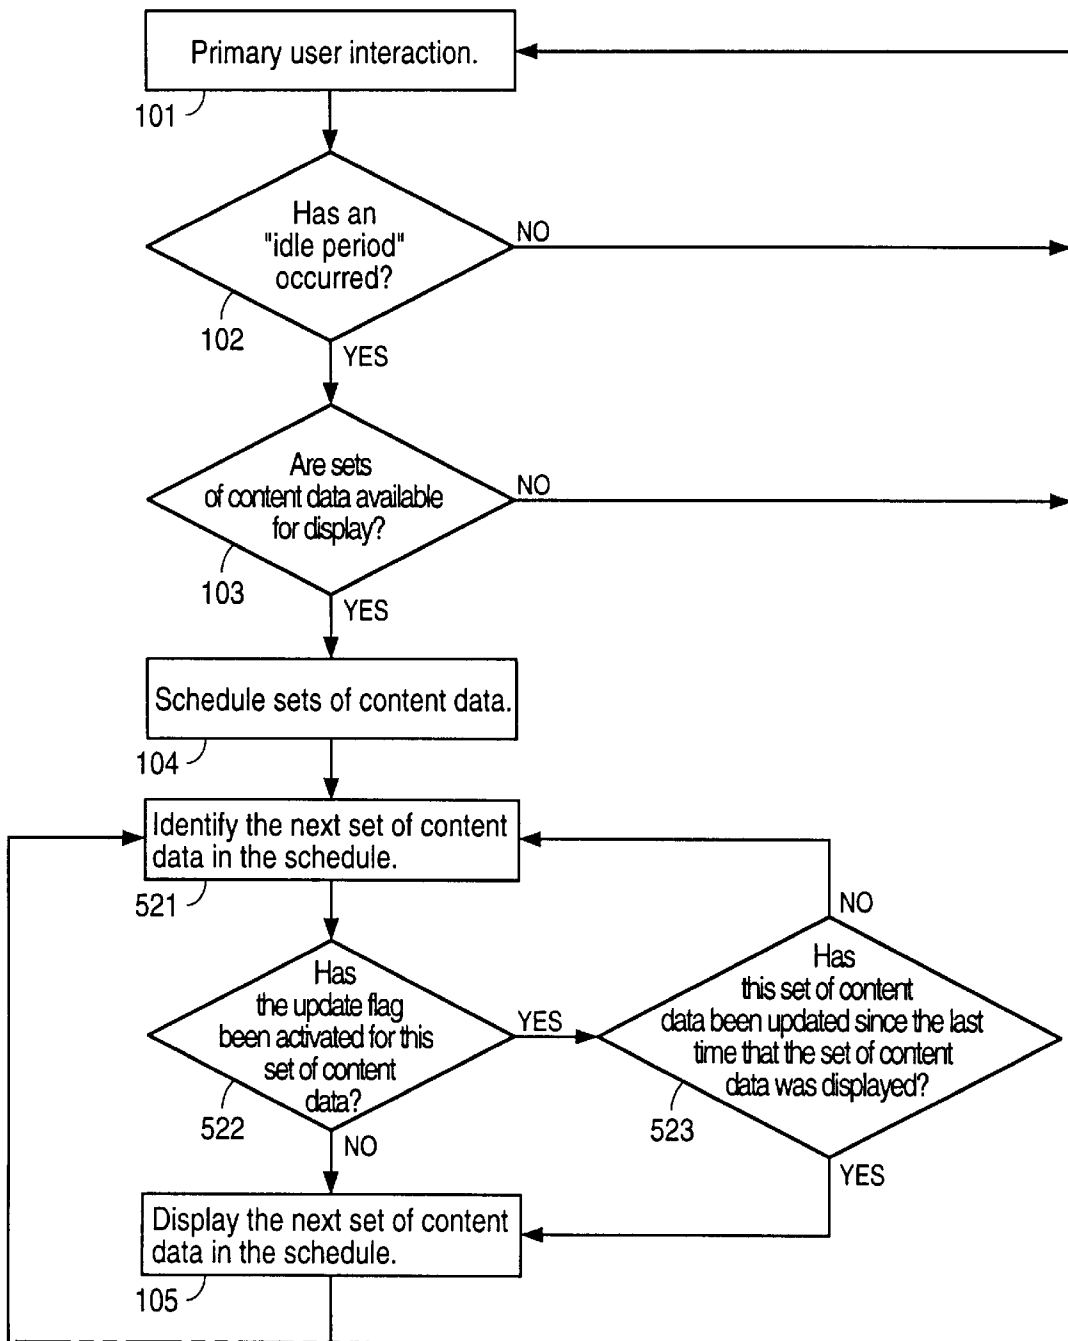 Primary user interaction.
101
Has an
"idle period"
occurred?
NO
102
YES
Are sets
of content data available
for display?
NO
103
YES
Schedule sets of content data.
104
Identify the next set of content
data in the schedule.
521
NO
Has
the update flag
been activated for this
set of content
data?
YES
522
NO
Has
this set of content
data been updated since the last
time that the set of content
data was displayed?
523
YES
Display the next set of content
data in the schedule.
105